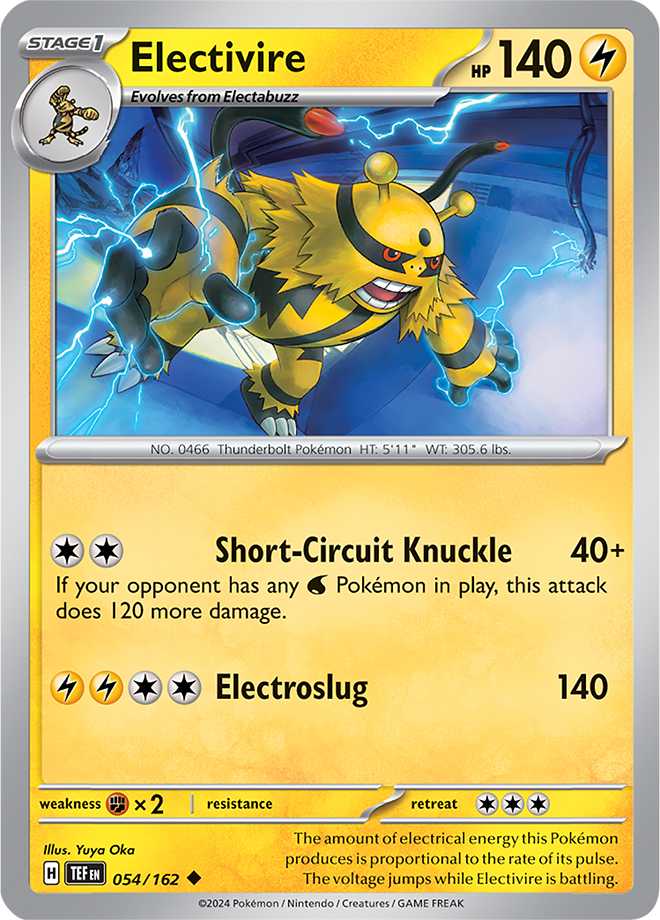 STAGE1
Electivire
HP 140
Evolves from Electabuzz
NO. 0466 Thunderbolt Pokémon HT: 5'11" WT: 305.6 lbs.
Short-Circuit Knuckle 40+
If your opponent has any Pokémon in play, this attack
does 120 more damage.
Electroslug 140
weakness ×2 resistance retreat
Illus. Yuya Oka
The amount of electrical energy this Pokémon
produces is proportional to the rate of its pulse.
The voltage jumps while Electivire is battling.
H TEF EN 054/162
©2024 Pokémon / Nintendo / Creatures / GAME FREAK